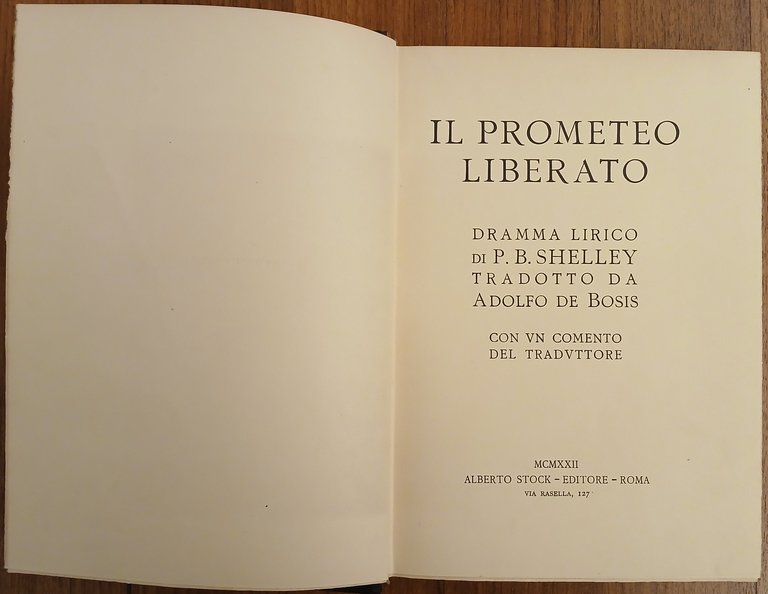 IL PROMETEO
LIBERATO
DRAMMA LIRICO
DI P. B. SHELLEY
TRADOTTO DA
ADOLFO DE BOSIS
CON VN COMENTO
DEL TRADVTTORE
MCMXXII
ALBERTO STOCK – EDITORE – ROMA
VIA RASELLA, 127